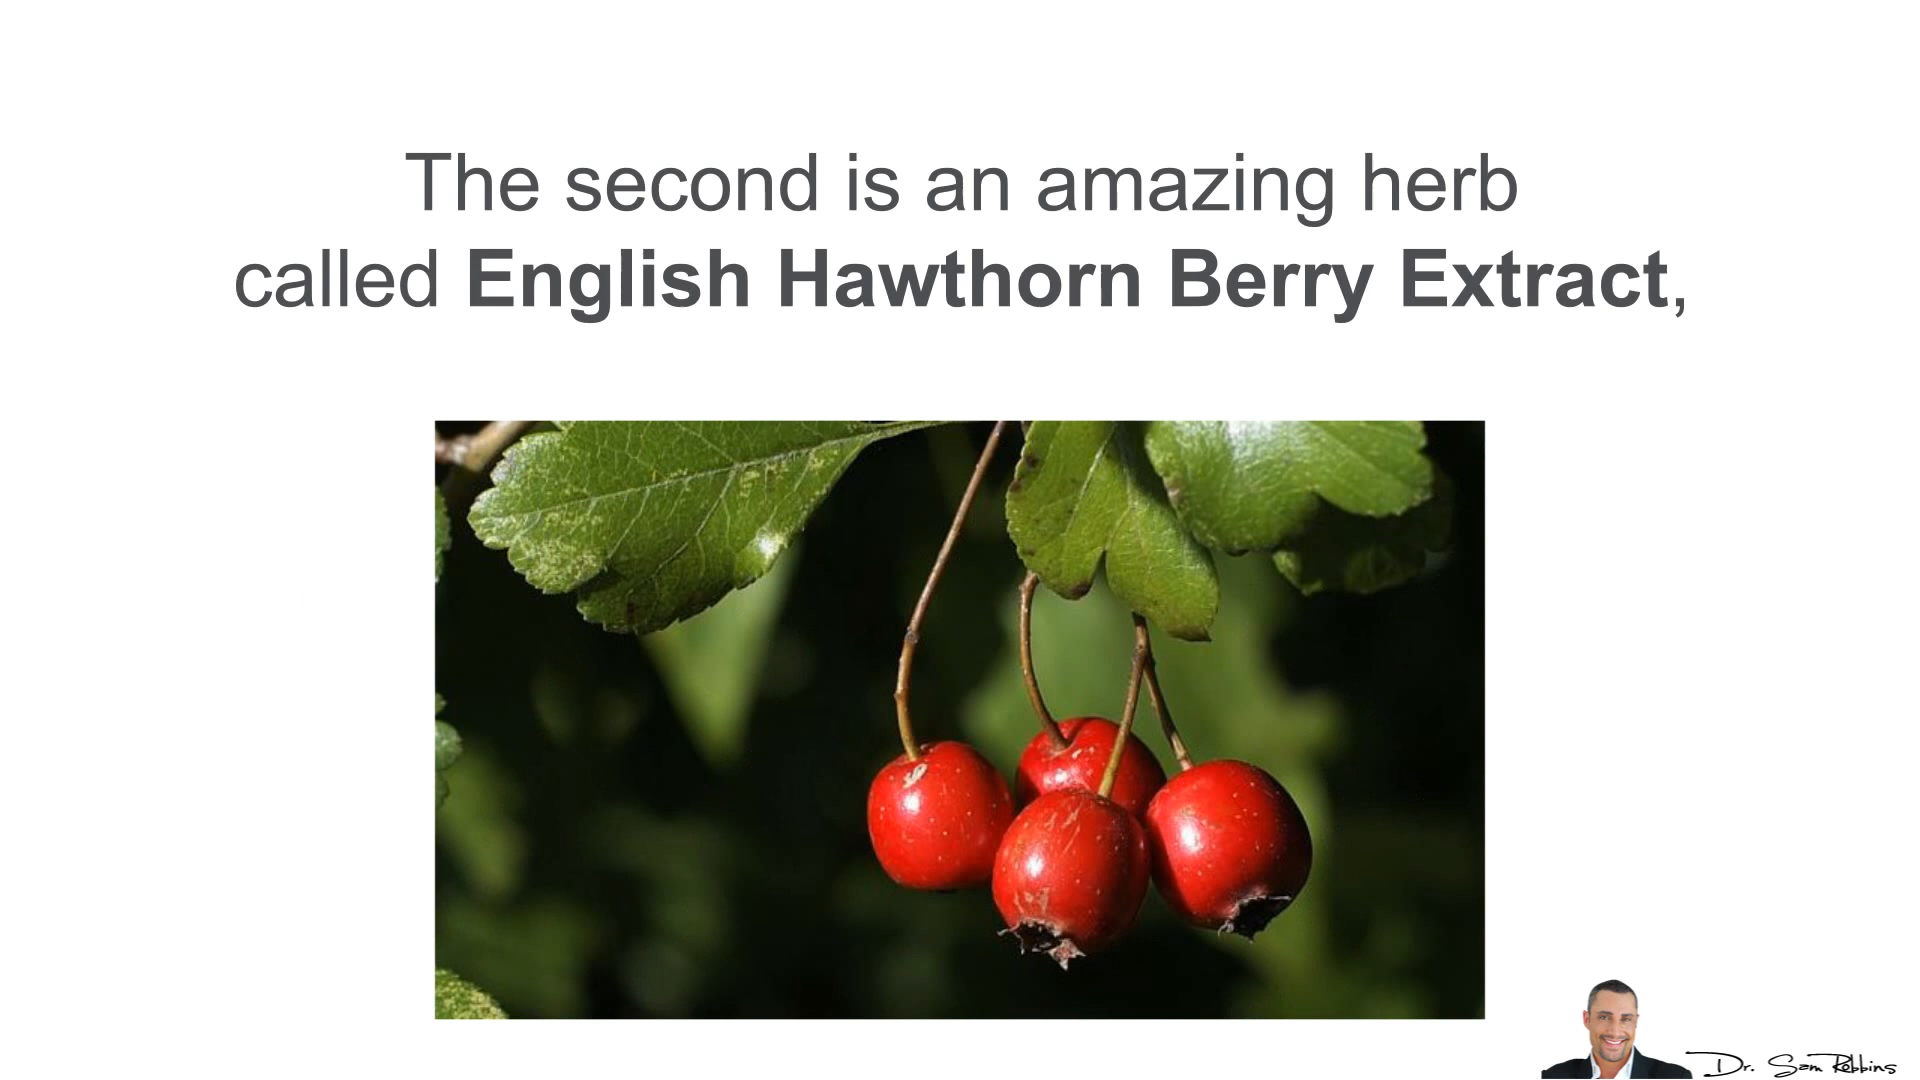 The second is an amazing herb
called English Hawthorn Berry Extract,
Dr. Sam Robbins